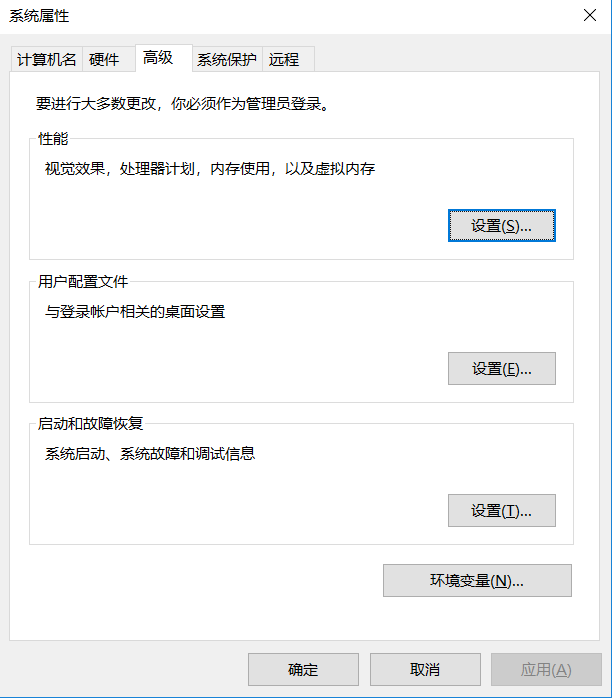 系统属性
计算机名 硬件 高级 系统保护 远程
要进行大多数更改，你必须作为管理员登录。
性能
视觉效果，处理器计划，内存使用，以及虚拟内存
设置(S)...
用户配置文件
与登录帐户相关的桌面设置
设置(E)...
启动和故障恢复
系统启动、系统故障和调试信息
设置(T)...
环境变量(N)...
确定 取消 应用(A)